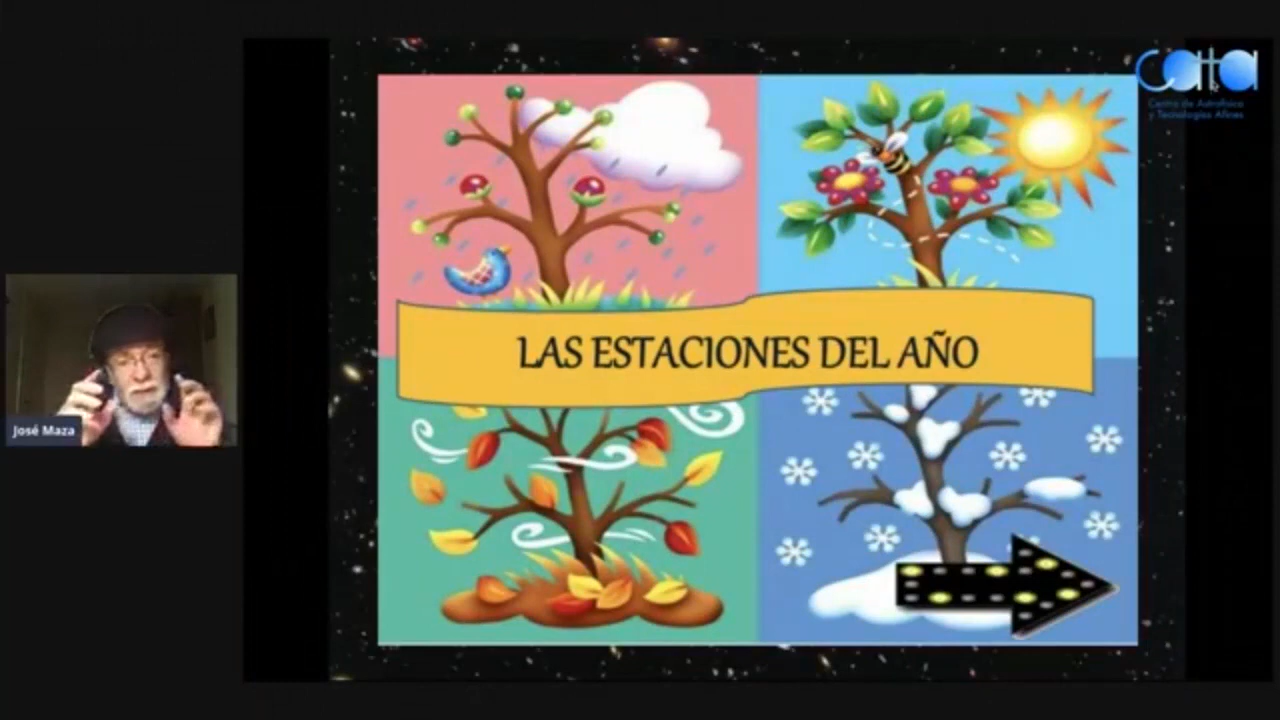 CATA
Centro de Astrofísica
y Tecnologías Afines
LAS ESTACIONES DEL AÑO
José Maza